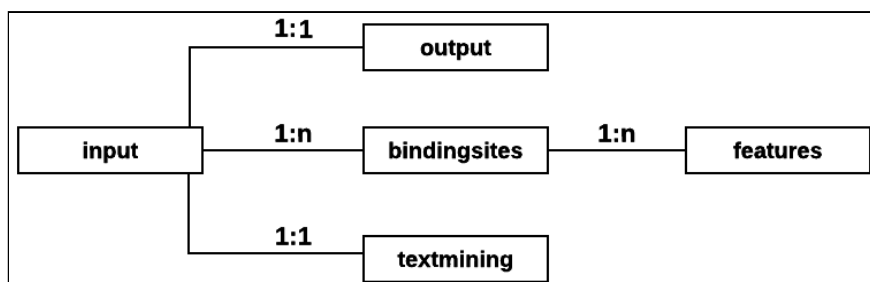 1:1
output
input
1:n
bindingsites
1:n
features
1:1
textmining